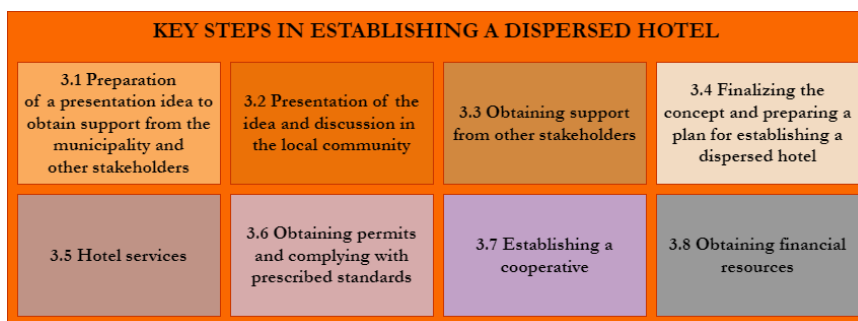 KEY STEPS IN ESTABLISHING A DISPERSED HOTEL
3.1 Preparation
of a presentation idea to
obtain support from the
municipality and
other stakeholders
3.2 Presentation of the
idea and discussion in
the local community
3.3 Obtaining support
from other stakeholders
3.4 Finalizing the
concept and preparing a
plan for establishing a
dispersed hotel
3.5 Hotel services
3.6 Obtaining permits
and complying with
prescribed standards
3.7 Establishing a
cooperative
3.8 Obtaining financial
resources